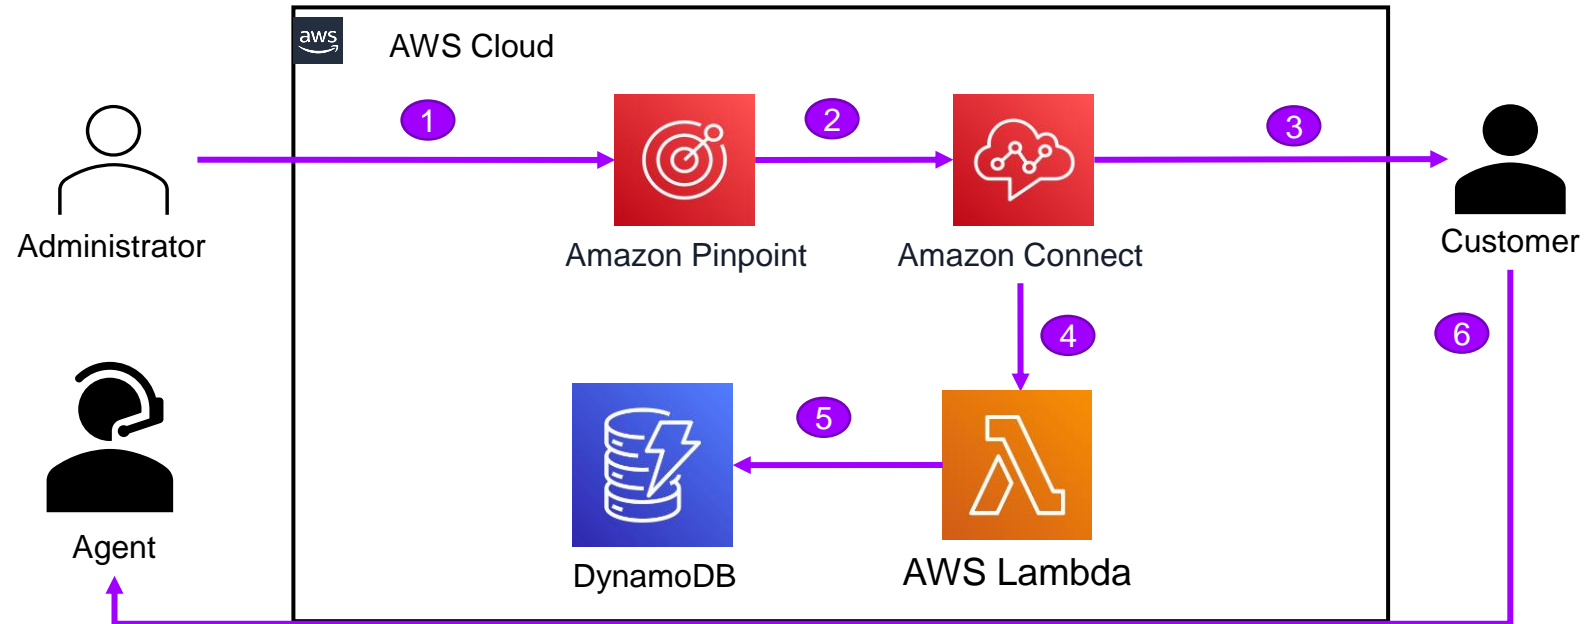 aws
AWS Cloud
1
2
3
Administrator
Amazon Pinpoint
Amazon Connect
Customer
4
6
5
Agent
DynamoDB
AWS Lambda